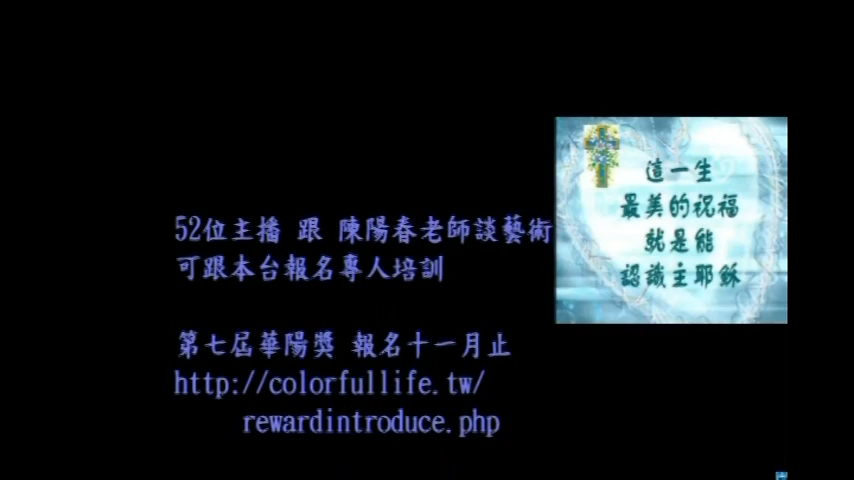 這一生
最美的祝福
就是能
認識主耶穌
52位主播 跟 陳陽春老師談藝術
可跟本台報名專人培訓
第七屆華陽獎 報名十一月止
http://colorfullife.tw/
rewardintroduce.php